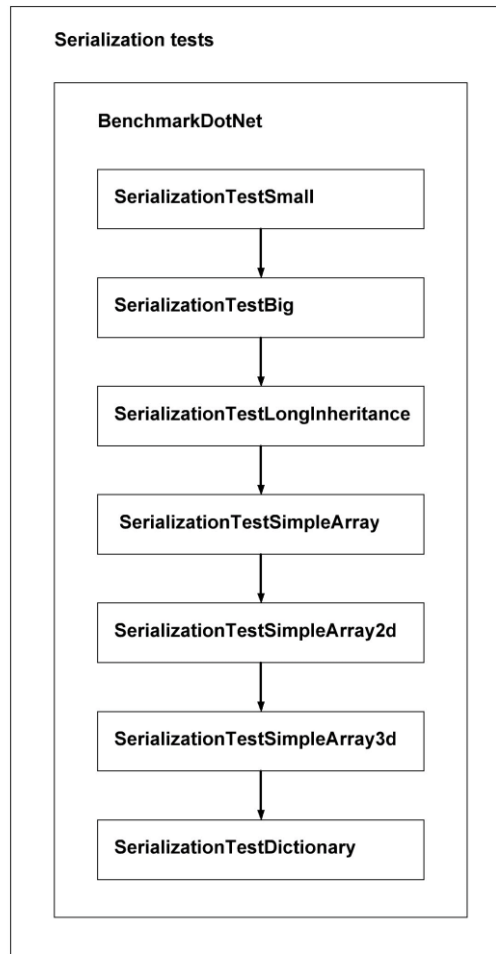 Serialization tests
BenchmarkDotNet
SerializationTestSmall
SerializationTestBig
SerializationTestLongInheritance
SerializationTestSimpleArray
SerializationTestSimpleArray2d
SerializationTestSimpleArray3d
SerializationTestDictionary